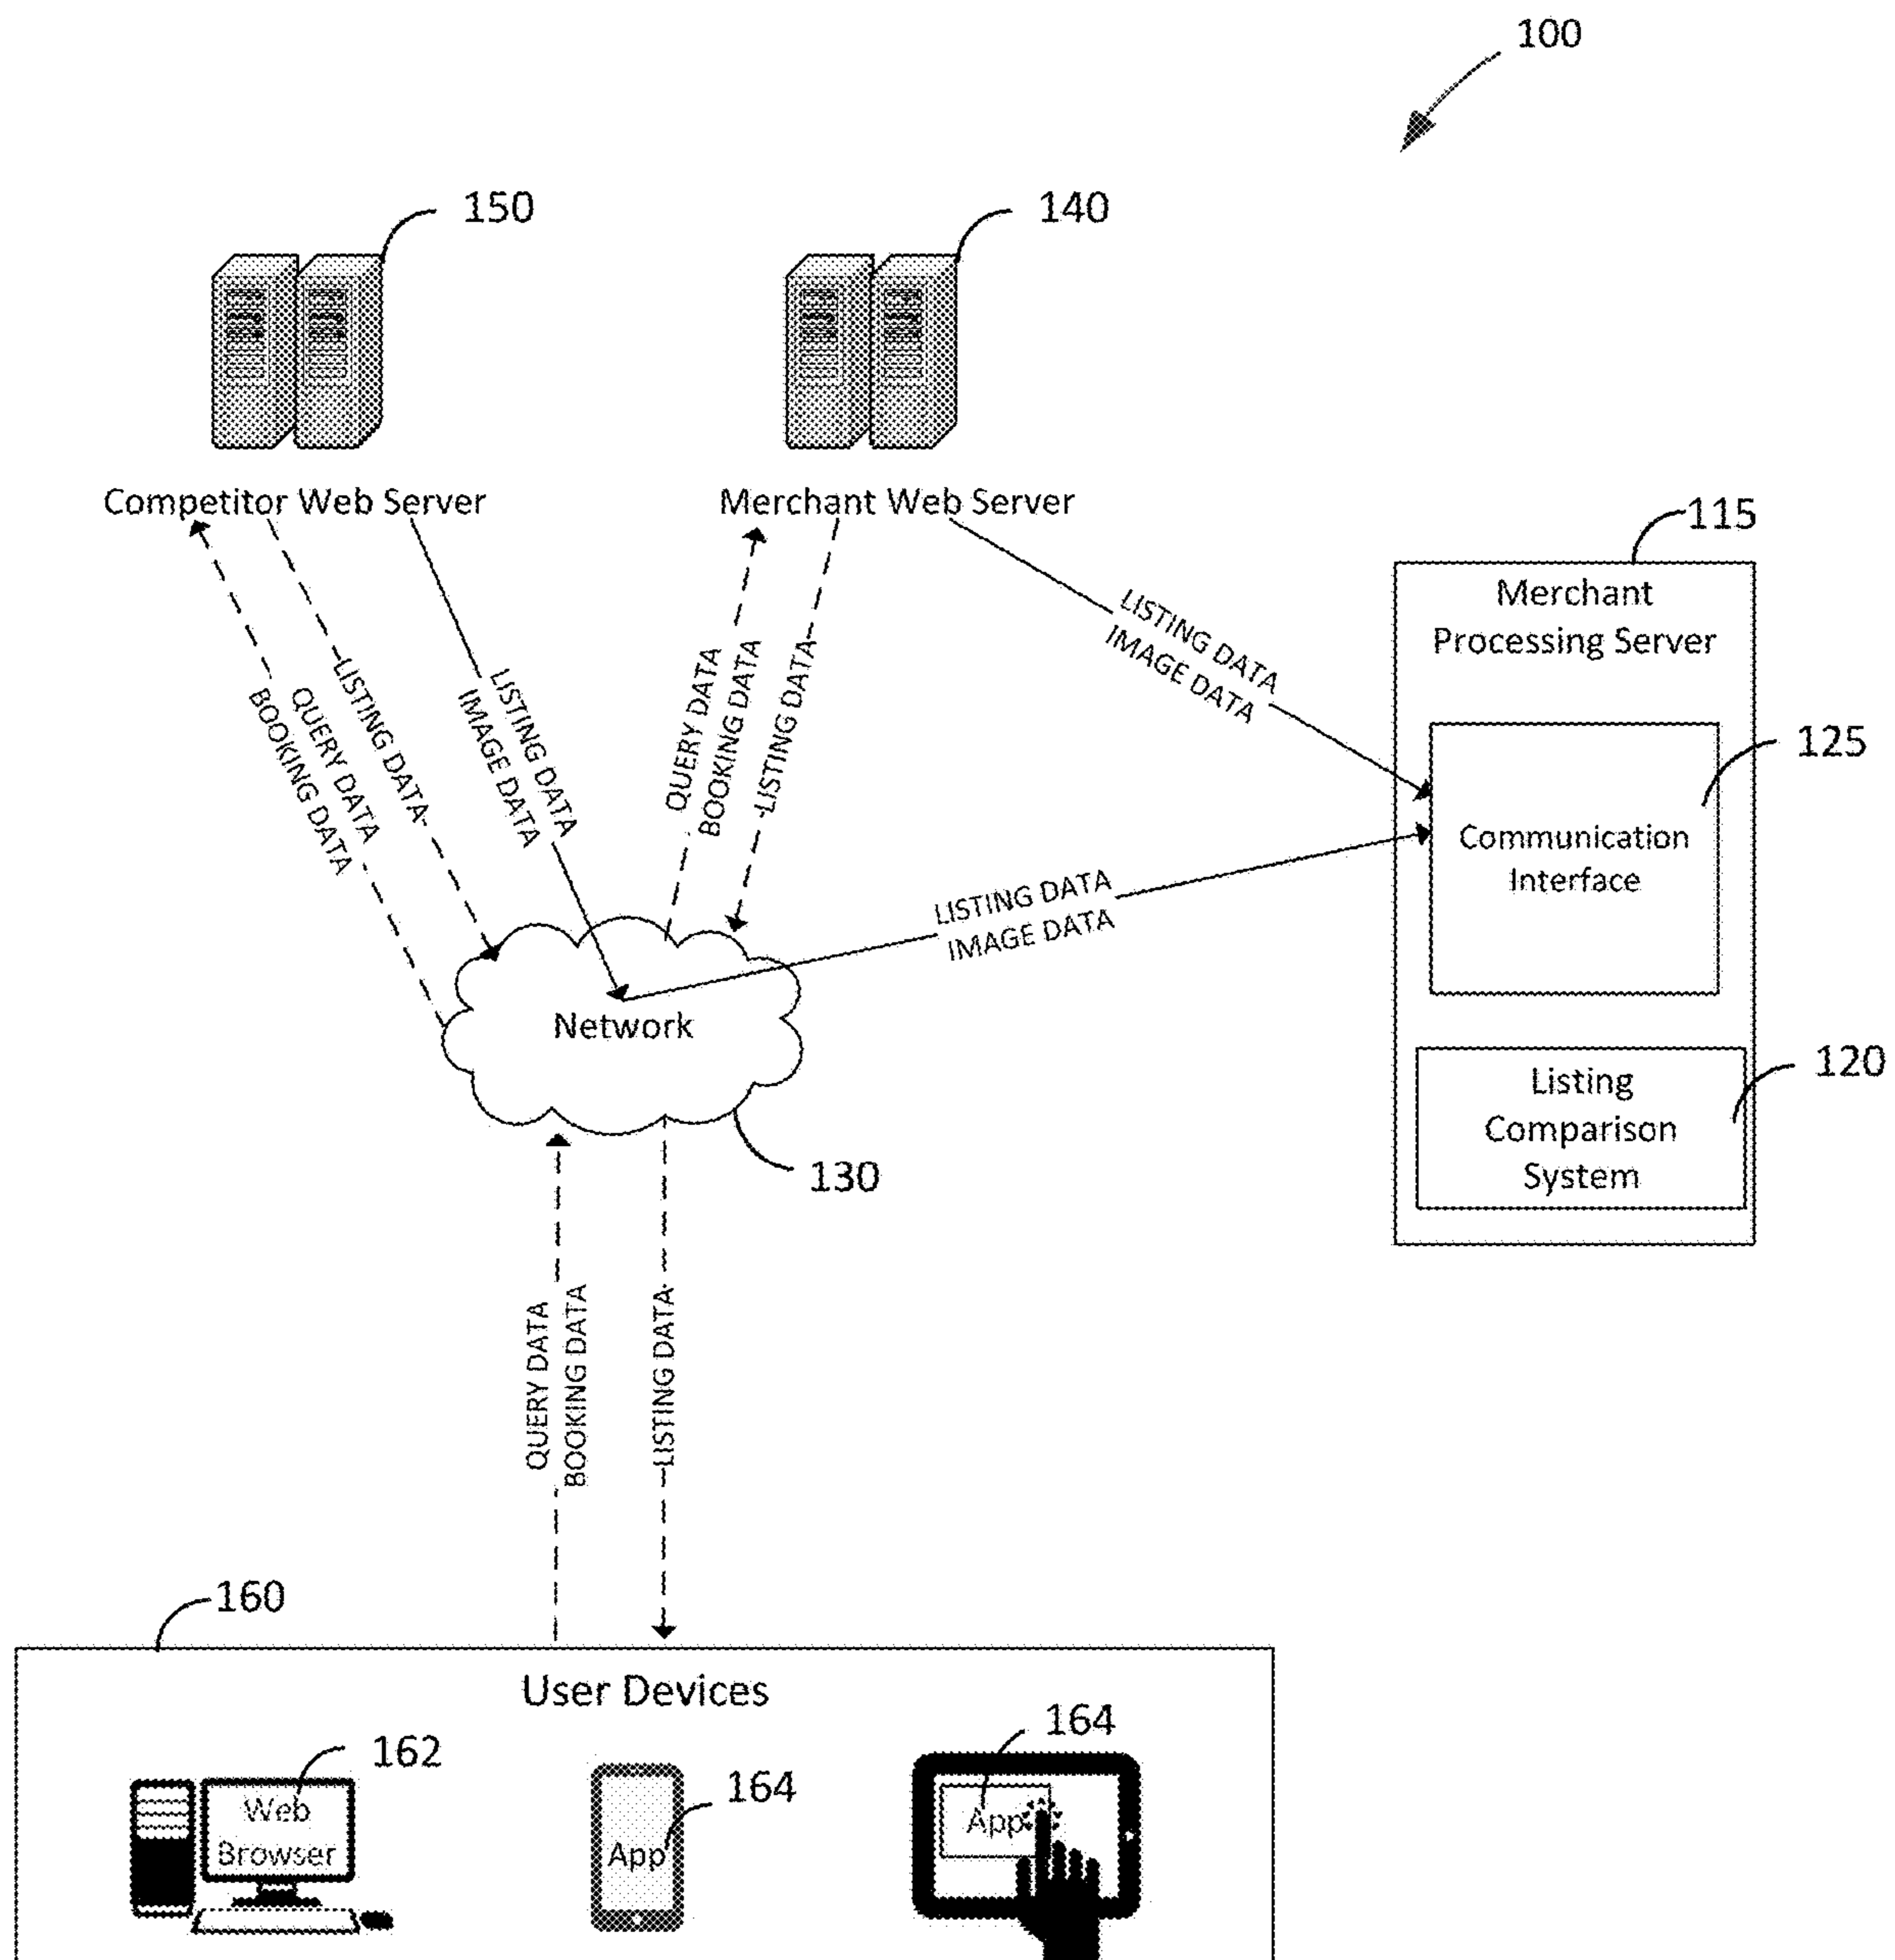 100
150
140
Competitor Web Server
Merchant Web Server
115
Merchant
Processing Server
LISTING DATA
IMAGE DATA
125
Communication
Interface
LISTING DATA
QUERY DATA
BOOKING DATA
LISTING DATA
IMAGE DATA
QUERY DATA
BOOKING DATA
LISTING DATA
LISTING DATA
IMAGE DATA
Network
130
120
Listing
Comparison
System
QUERY DATA
BOOKING DATA
LISTING DATA
160
User Devices
162
Web
Browser
164
App
164
App